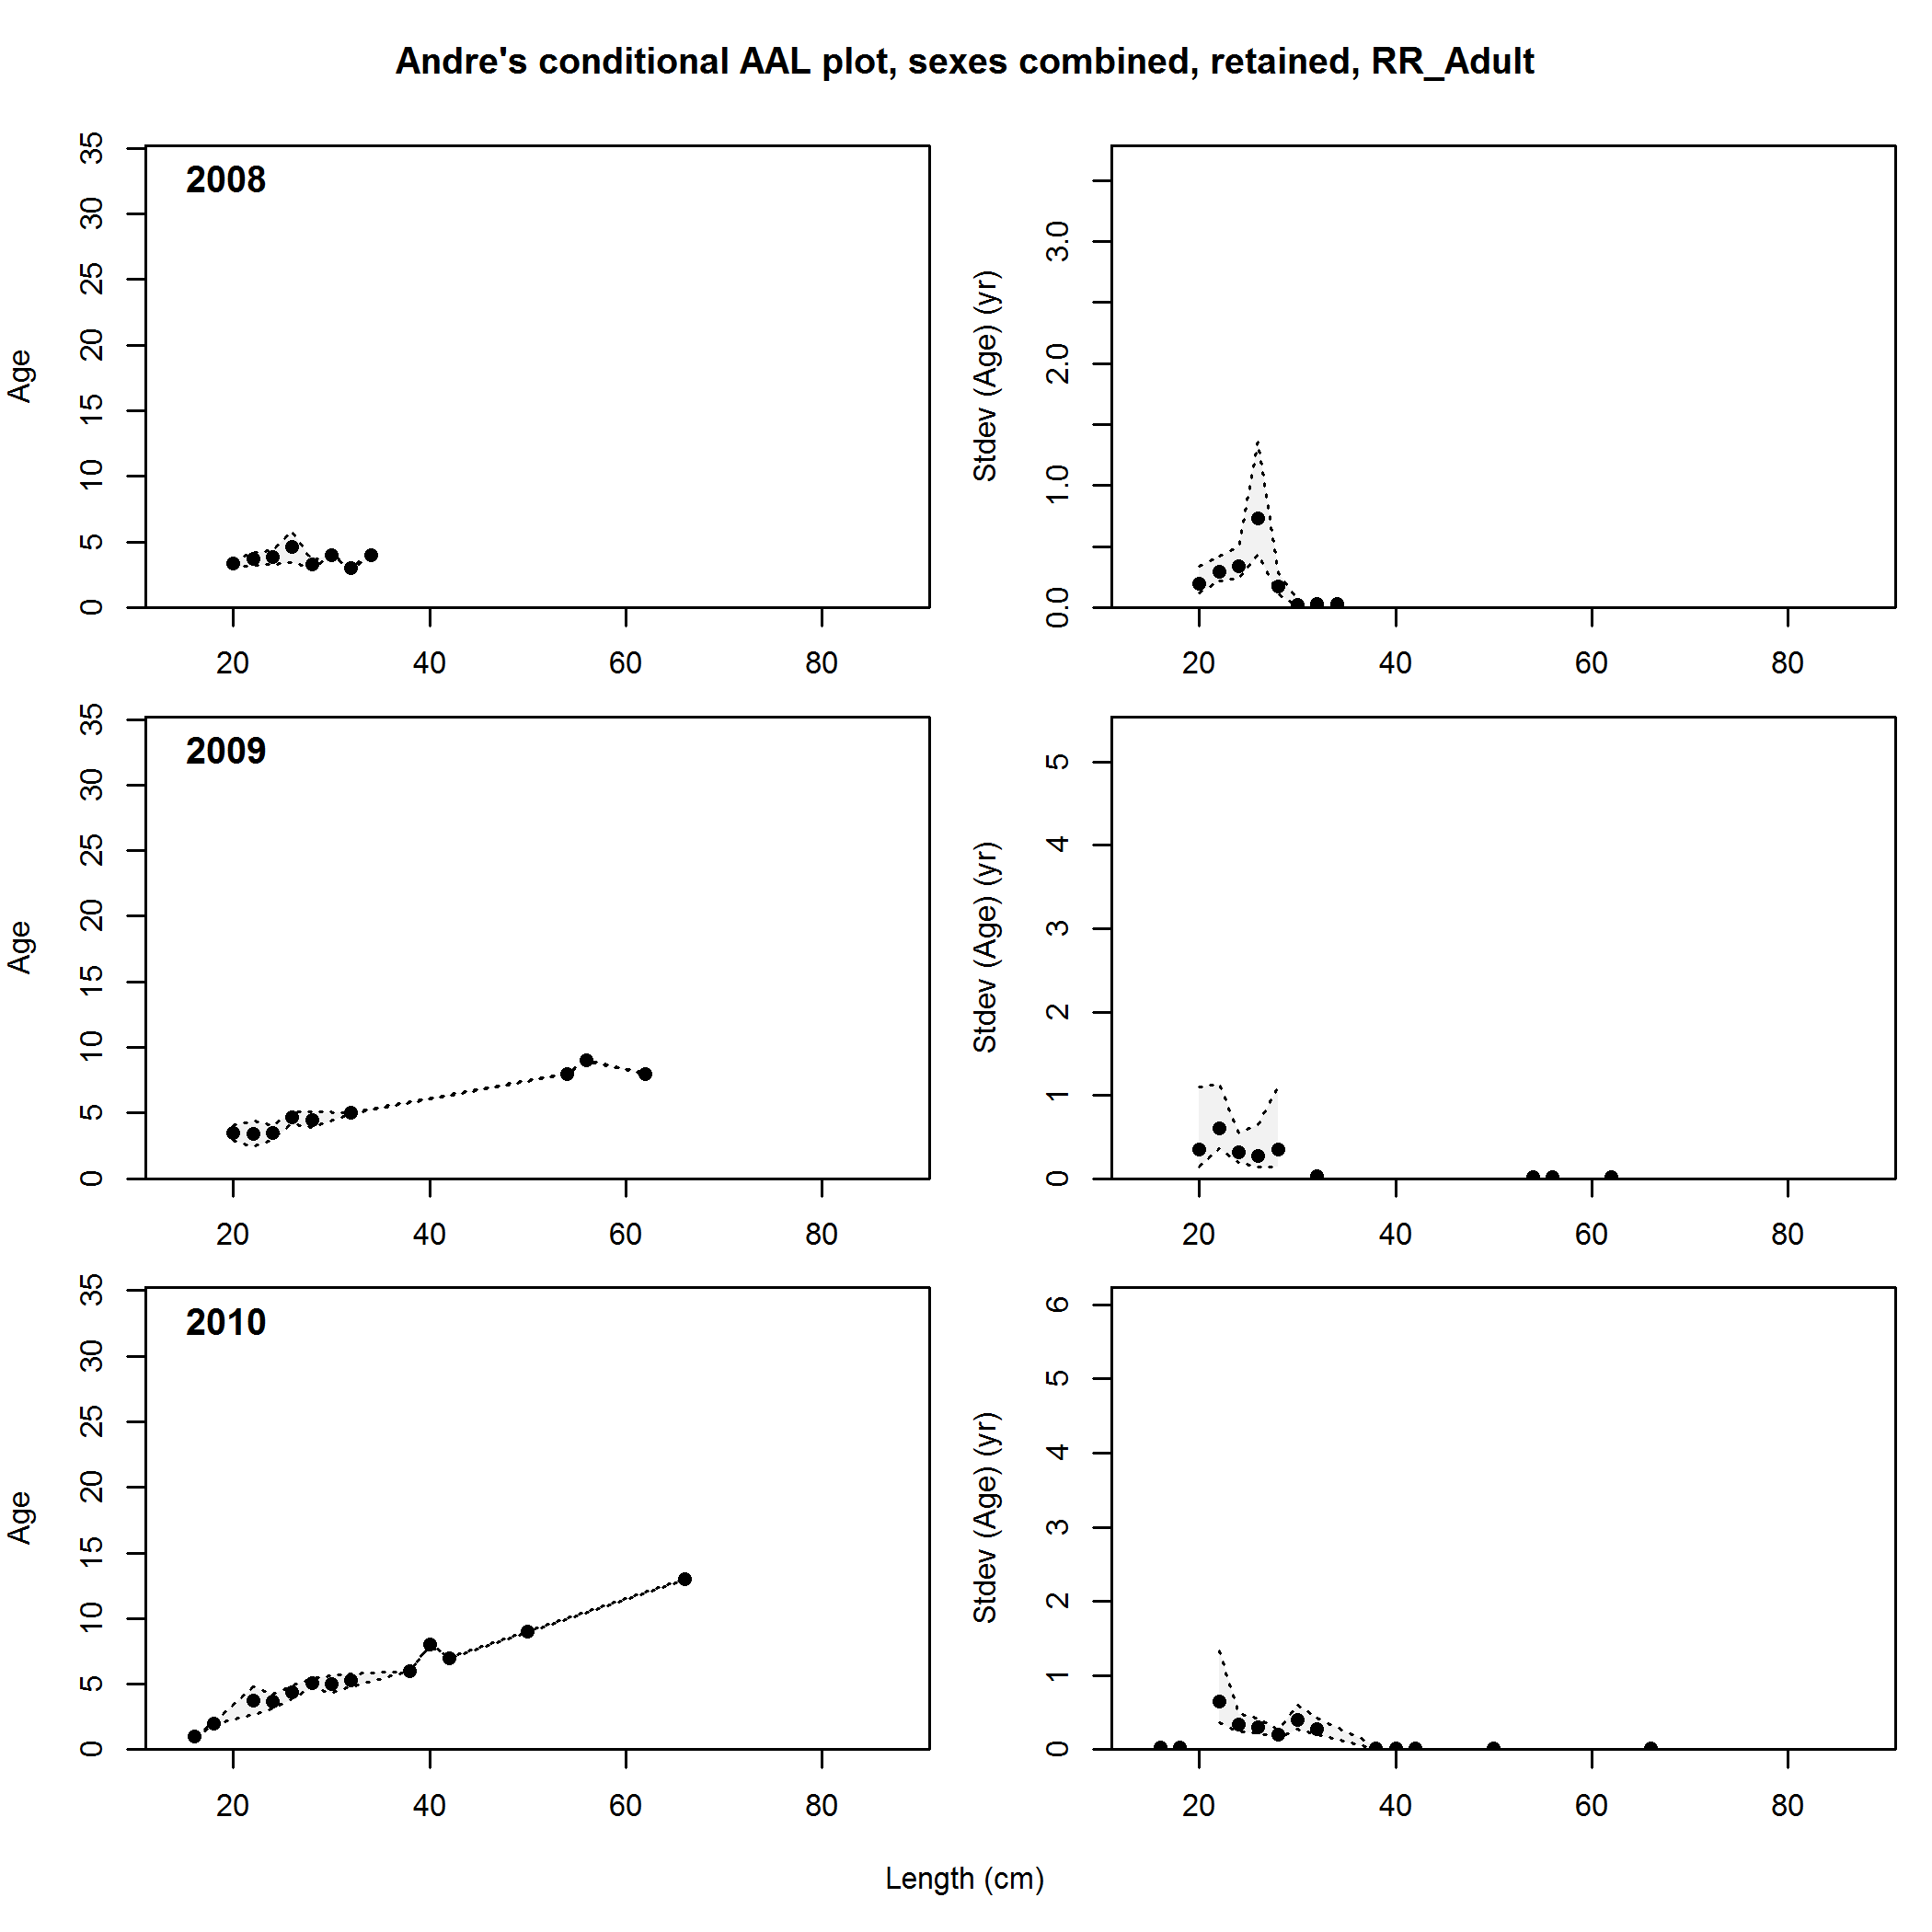 Andre's conditional AAL plot, sexes combined, retained, RR_Adult
2008
Age
0 5 10 15 20 25 30 35
20 40 60 80
Stdev (Age) (yr)
0.0 1.0 2.0 3.0
20 40 60 80
2009
Age
0 5 10 15 20 25 30 35
20 40 60 80
Stdev (Age) (yr)
0 1 2 3 4 5
20 40 60 80
2010
Age
0 5 10 15 20 25 30 35
20 40 60 80
Stdev (Age) (yr)
0 1 2 3 4 5 6
20 40 60 80
Length (cm)